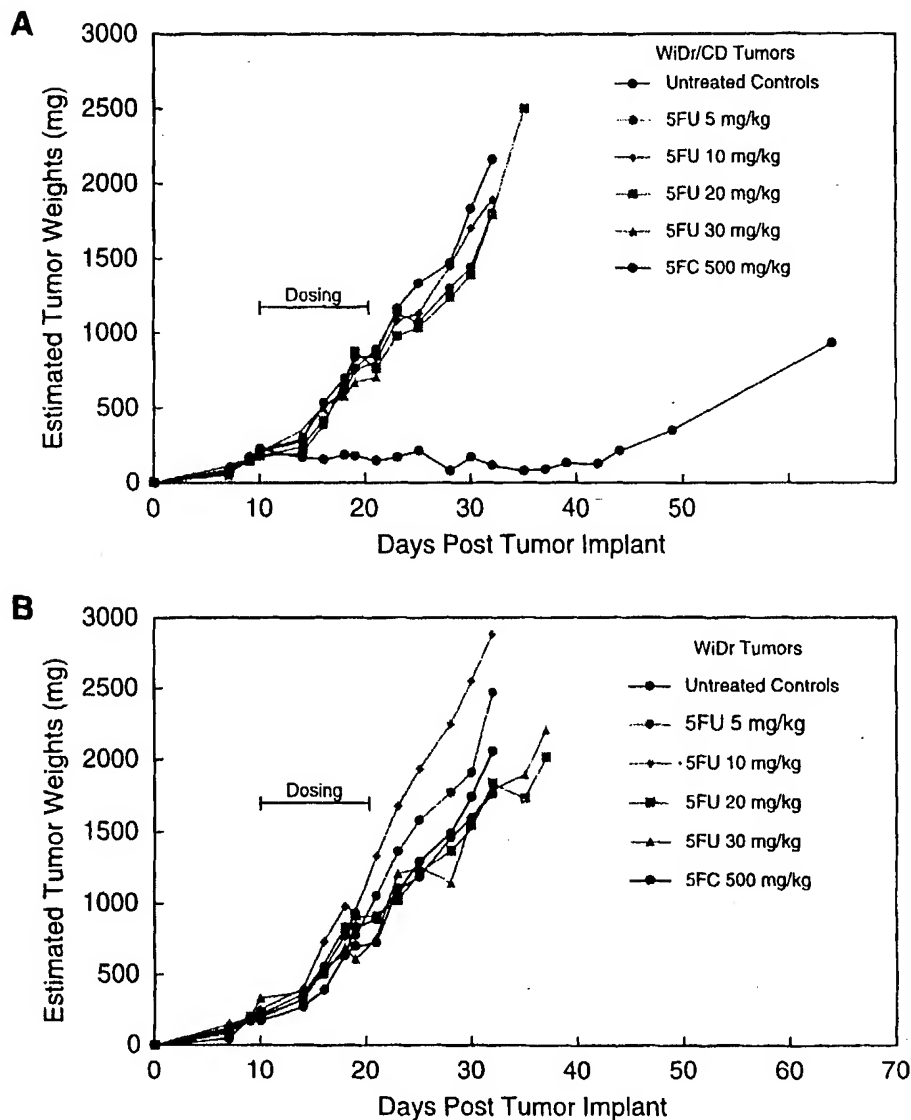 A
3000
2500
2000
1500
1000
500
0
Estimated Tumor Weights (mg)
WiDr/CD Tumors
Untreated Controls
5FU 5 mg/kg
5FU 10 mg/kg
5FU 20 mg/kg
5FU 30 mg/kg
5FC 500 mg/kg
Dosing
0 10 20 30 40 50 60
Days Post Tumor Implant
B
3000
2500
2000
1500
1000
500
0
Estimated Tumor Weights (mg)
WiDr Tumors
Untreated Controls
5FU 5 mg/kg
5FU 10 mg/kg
5FU 20 mg/kg
5FU 30 mg/kg
5FC 500 mg/kg
Dosing
0 10 20 30 40 50 60 70
Days Post Tumor Implant